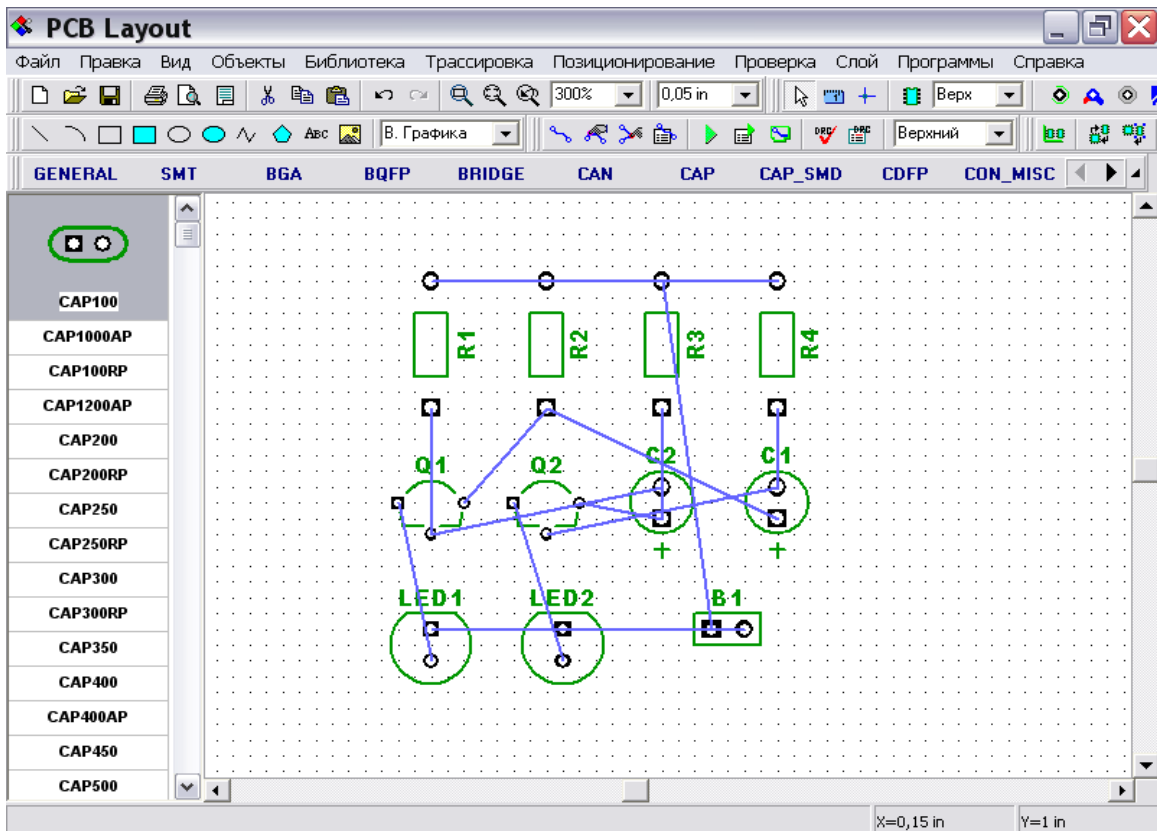 PCB Layout
Файл Правка Вид Объекты Библиотека Трассировка Позиционирование Проверка Слой Программы Справка
300% 0,05 in Верх
ABC В. Графика DRC DRC Верхний
GENERAL SMT BGA BQFP BRIDGE CAN CAP CAP_SMD CDFP CON_MISC
CAP100
CAP1000AP
CAP100RP
CAP1200AP
CAP200
CAP200RP
CAP250
CAP250RP
CAP300
CAP300RP
CAP350
CAP400
CAP400AP
CAP450
CAP500
R1 R2 R3 R4
Q1 Q2 C2 C1
+ +
LED1 LED2 B1
X=0,15 in Y=1 in